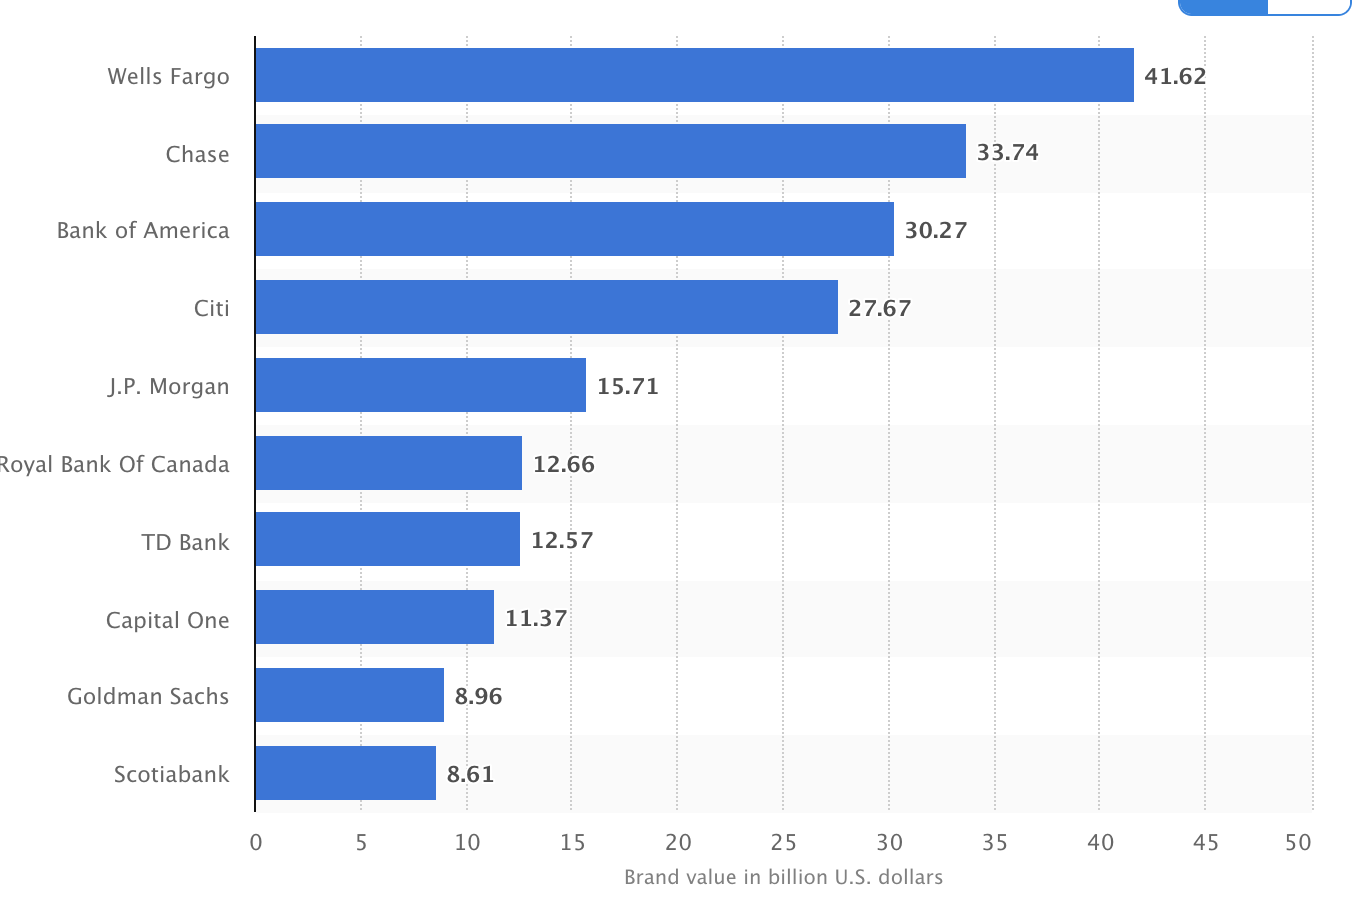 Wells Fargo 41.62
Chase 33.74
Bank of America 30.27
Citi 27.67
J.P. Morgan 15.71
Royal Bank Of Canada 12.66
TD Bank 12.57
Capital One 11.37
Goldman Sachs 8.96
Scotiabank 8.61
0 5 10 15 20 25 30 35 40 45 50
Brand value in billion U.S. dollars